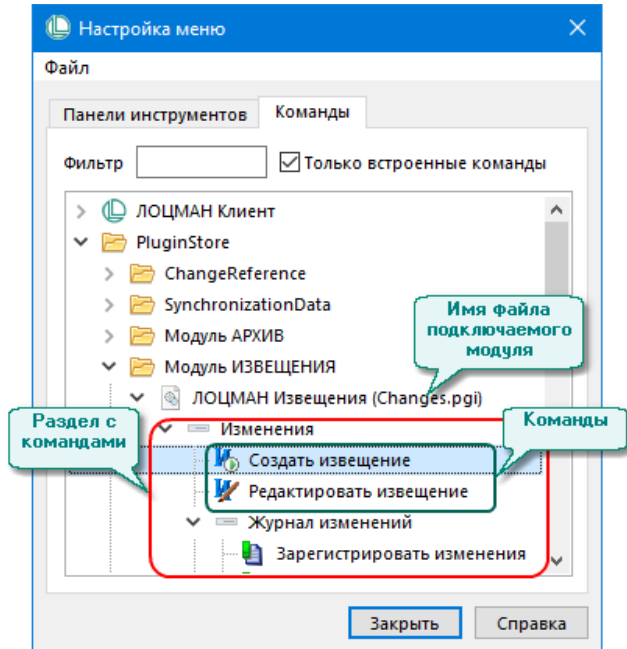 Настройка меню
Файл
Панели инструментов
Команды
Фильтр
Только встроенные команды
ЛОЦМАН Клиент
PluginStore
ChangeReference
SynchronizationData
Имя файла
подключаемого
модуля
Модуль АРХИВ
Модуль ИЗВЕЩЕНИЯ
ЛОЦМАН Извещения (Changes.pgi)
Раздел с
командами
Команды
Изменения
Создать извещение
Редактировать извещение
Журнал изменений
Зарегистрировать изменения
Закрыть
Справка